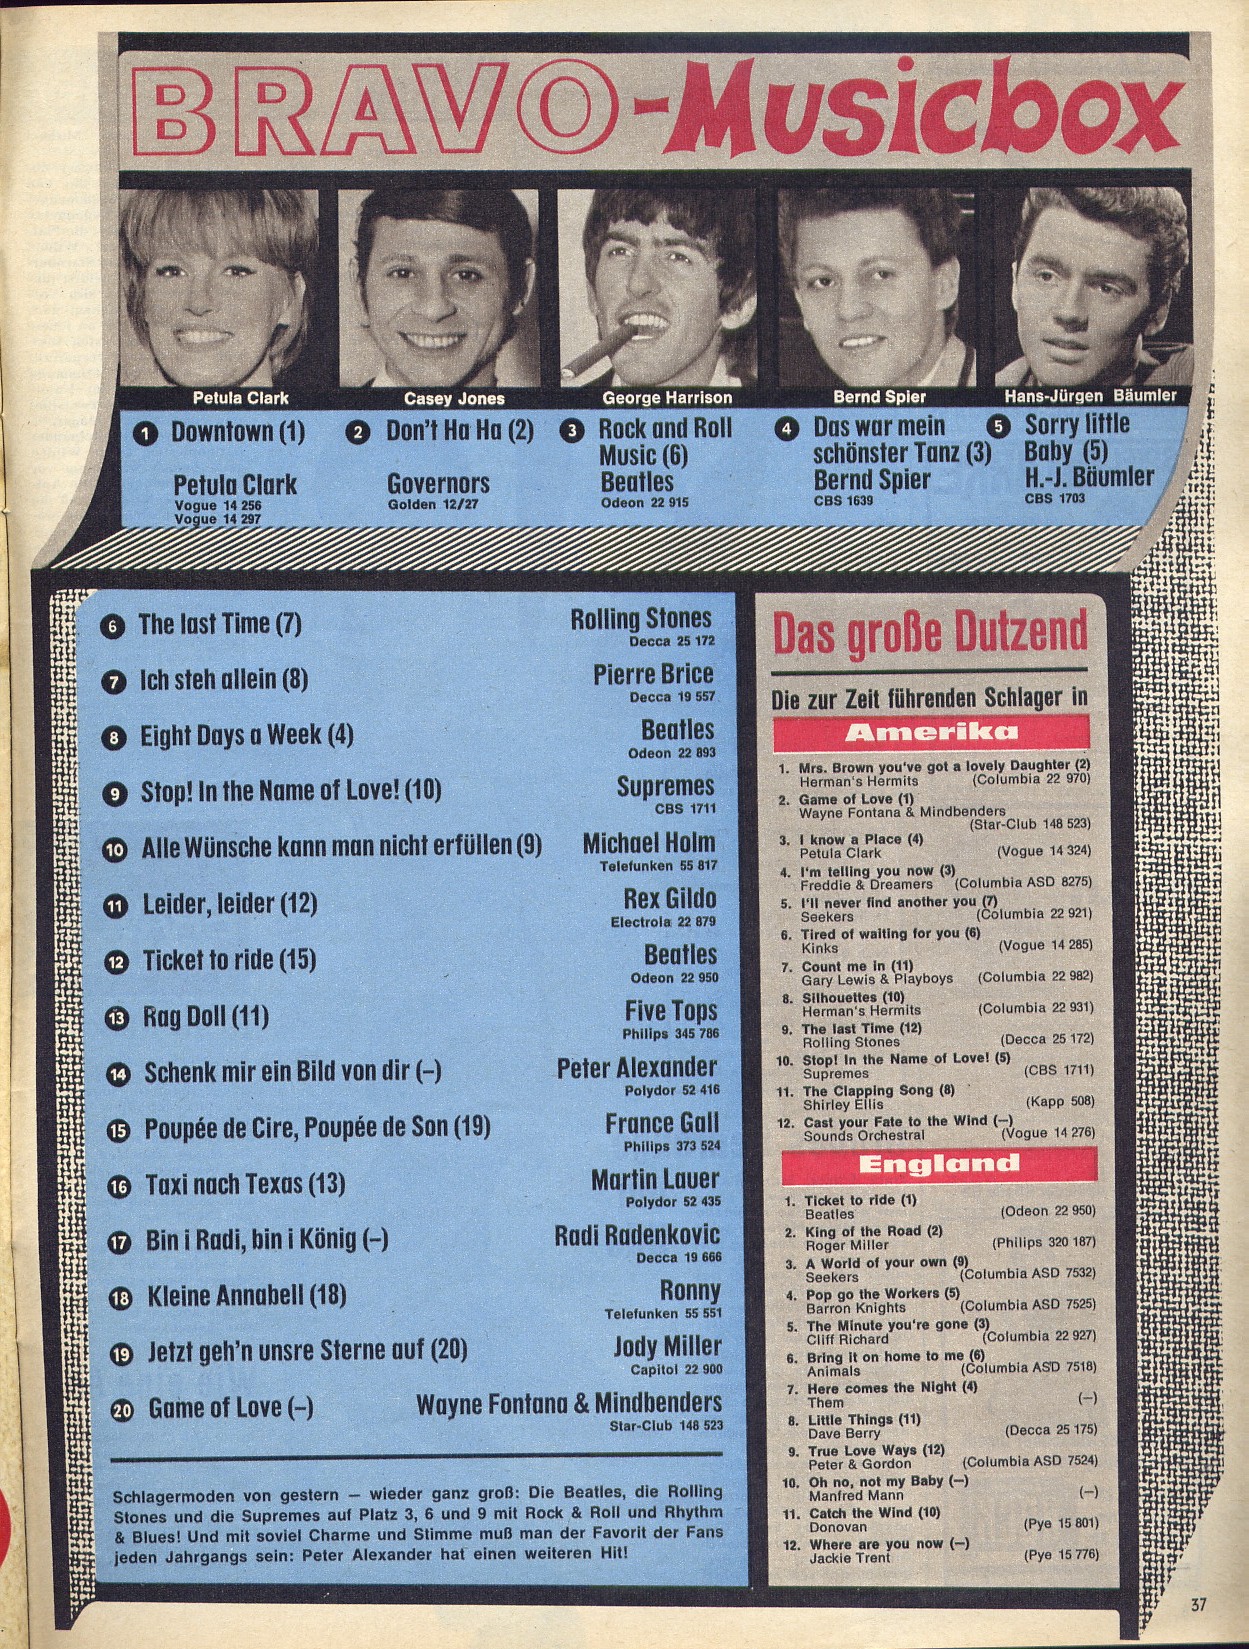 BRAVO-Musicbox
Petula Clark
Casey Jones
George Harrison
Bernd Spier
Hans-Jürgen Bäumler
1 Downtown (1)
Petula Clark
Vogue 14 256
Vogue 14 297
2 Don't Ha Ha (2)
Governors
Golden 12/27
3 Rock and Roll
Music (6)
Beatles
Odeon 22 915
4 Das war mein
schönster Tanz (3)
Bernd Spier
CBS 1639
5 Sorry little
Baby (5)
H.-J. Bäumler
CBS 1703
6 The last Time (7) Rolling Stones
Decca 25 172
7 Ich steh allein (8) Pierre Brice
Decca 19 557
8 Eight Days a Week (4) Beatles
Odeon 22 893
9 Stop! In the Name of Love! (10) Supremes
CBS 1711
10 Alle Wünsche kann man nicht erfüllen (9) Michael Holm
Telefunken 55 817
11 Leider, leider (12) Rex Gildo
Electrola 22 879
12 Ticket to ride (15) Beatles
Odeon 22 950
13 Rag Doll (11) Five Tops
Philips 345 786
14 Schenk mir ein Bild von dir (–) Peter Alexander
Polydor 52 416
15 Poupée de Cire, Poupée de Son (19) France Gall
Philips 373 524
16 Taxi nach Texas (13) Martin Lauer
Polydor 52 435
17 Bin i Radi, bin i König (–) Radi Radenkovic
Decca 19 666
18 Kleine Annabell (18) Ronny
Telefunken 55 551
19 Jetzt geh'n unsre Sterne auf (20) Jody Miller
Capitol 22 900
20 Game of Love (–) Wayne Fontana & Mindbenders
Star-Club 148 523
Schlagermoden von gestern — wieder ganz groß: Die Beatles, die Rolling
Stones und die Supremes auf Platz 3, 6 und 9 mit Rock & Roll und Rhythm
& Blues! Und mit soviel Charme und Stimme muß man der Favorit der Fans
jeden Jahrgangs sein: Peter Alexander hat einen weiteren Hit!
Das große Dutzend
Die zur Zeit führenden Schlager in
Amerika
1. Mrs. Brown you've got a lovely Daughter (2)
Herman's Hermits (Columbia 22 970)
2. Game of Love (1)
Wayne Fontana & Mindbenders
(Star-Club 148 523)
3. I know a Place (4)
Petula Clark (Vogue 14 324)
4. I'm telling you now (3)
Freddie & Dreamers (Columbia ASD 8275)
5. I'll never find another you (7)
Seekers (Columbia 22 921)
6. Tired of waiting for you (6)
Kinks (Vogue 14 285)
7. Count me in (11)
Gary Lewis & Playboys (Columbia 22 982)
8. Silhouettes (10)
Herman's Hermits (Columbia 22 931)
9. The last Time (12)
Rolling Stones (Decca 25 172)
10. Stop! In the Name of Love! (5)
Supremes (CBS 1711)
11. The Clapping Song (8)
Shirley Ellis (Kapp 508)
12. Cast your Fate to the Wind (—)
Sounds Orchestral (Vogue 14 276)
England
1. Ticket to ride (1)
Beatles (Odeon 22 950)
2. King of the Road (2)
Roger Miller (Philips 320 187)
3. A World of your own (9)
Seekers (Columbia ASD 7532)
4. Pop go the Workers (5)
Barron Knights (Columbia ASD 7525)
5. The Minute you're gone (3)
Cliff Richard (Columbia 22 927)
6. Bring it on home to me (6)
Animals (Columbia ASD 7518)
7. Here comes the Night (4)
Them (—)
8. Little Things (11)
Dave Berry (Decca 25 175)
9. True Love Ways (12)
Peter & Gordon (Columbia ASD 7524)
10. Oh no, not my Baby (—)
Manfred Mann (—)
11. Catch the Wind (10)
Donovan (Pye 15 801)
12. Where are you now (—)
Jackie Trent (Pye 15 776)
37